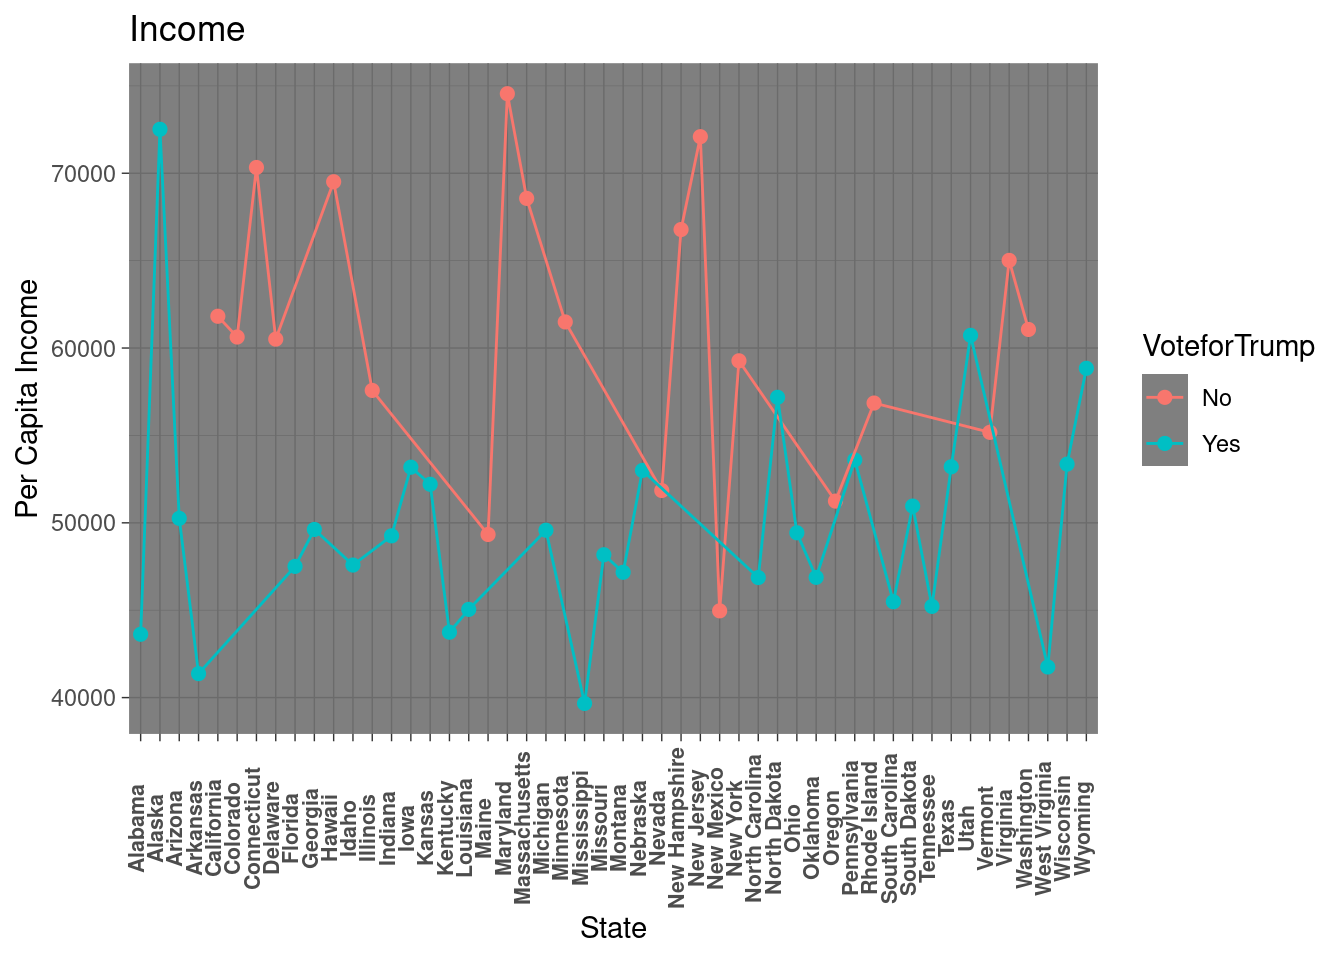 Income
Per Capita Income
70000
60000
50000
40000
Alabama
Alaska
Arizona
Arkansas
California
Colorado
Connecticut
Delaware
Florida
Georgia
Hawaii
Idaho
Illinois
Indiana
Iowa
Kansas
Kentucky
Louisiana
Maine
Maryland
Massachusetts
Michigan
Minnesota
Mississippi
Missouri
Montana
Nebraska
Nevada
New Hampshire
New Jersey
New Mexico
New York
North Carolina
North Dakota
Ohio
Oklahoma
Oregon
Pennsylvania
Rhode Island
South Carolina
South Dakota
Tennessee
Texas
Utah
Vermont
Virginia
Washington
West Virginia
Wisconsin
Wyoming
State
VoteforTrump
No
Yes